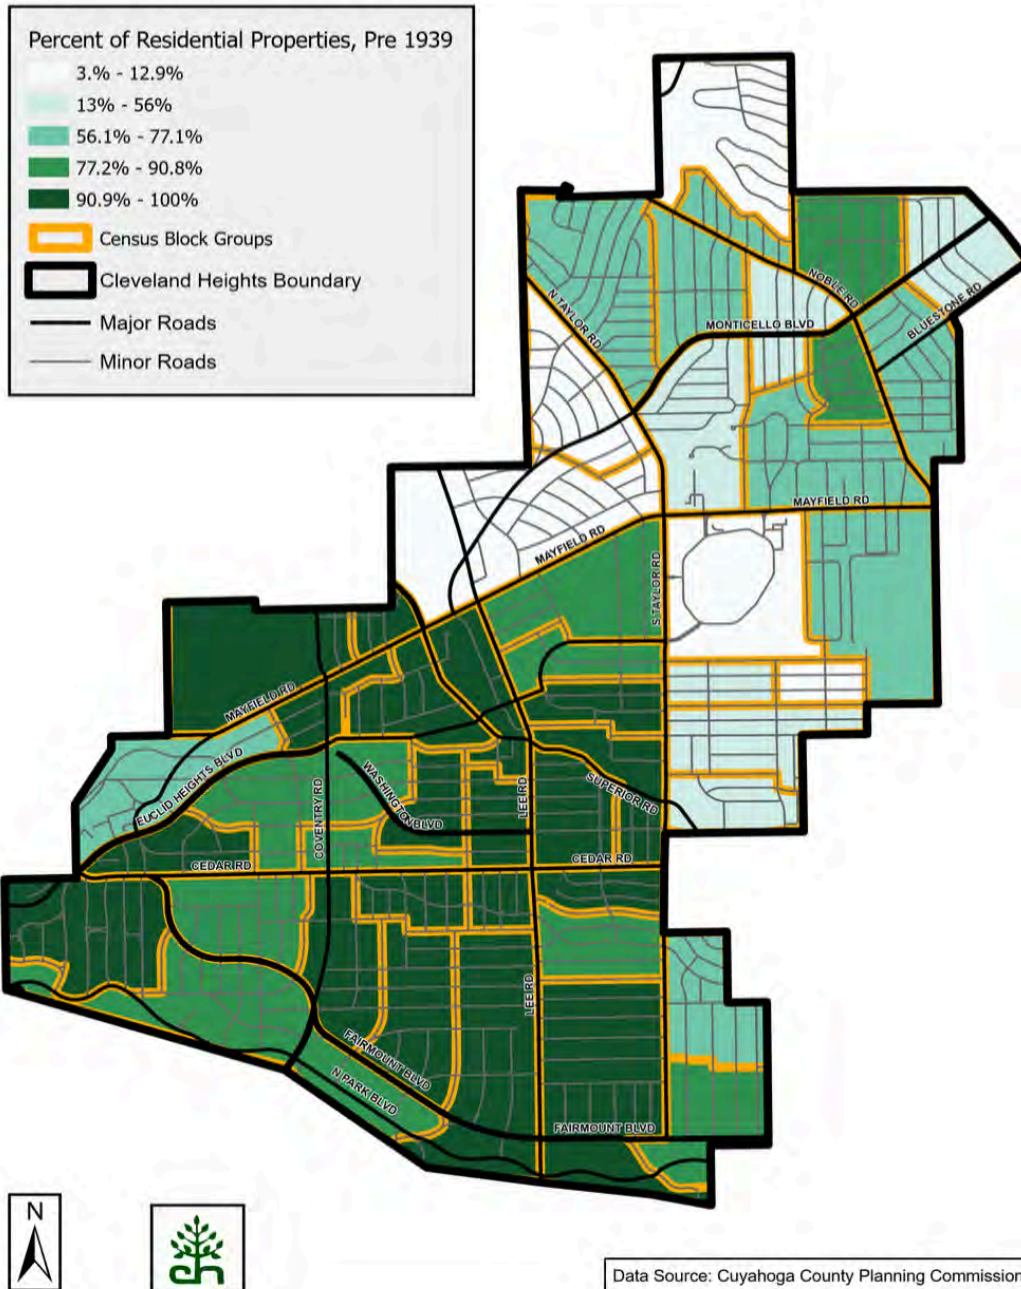 Percent of Residential Properties, Pre 1939
3.% - 12.9%
13% - 56%
56.1% - 77.1%
77.2% - 90.8%
90.9% - 100%
Census Block Groups
Cleveland Heights Boundary
Major Roads
Minor Roads
NOBLE RD
N TAYLOR RD
BLUESTONE RD
MONTICELLO BLVD
MAYFIELD RD
MAYFIELD RD
S TAYLOR RD
MAYFIELD RD
EUCLID HEIGHTS BLVD
WASHINGTON BLVD
SUPERIOR RD
LEE RD
COVENTRY RD
CEDAR RD
CEDAR RD
LEE RD
FAIRMOUNT BLVD
N PARK BLVD
FAIRMOUNT BLVD
N
ch
Data Source: Cuyahoga County Planning Commission